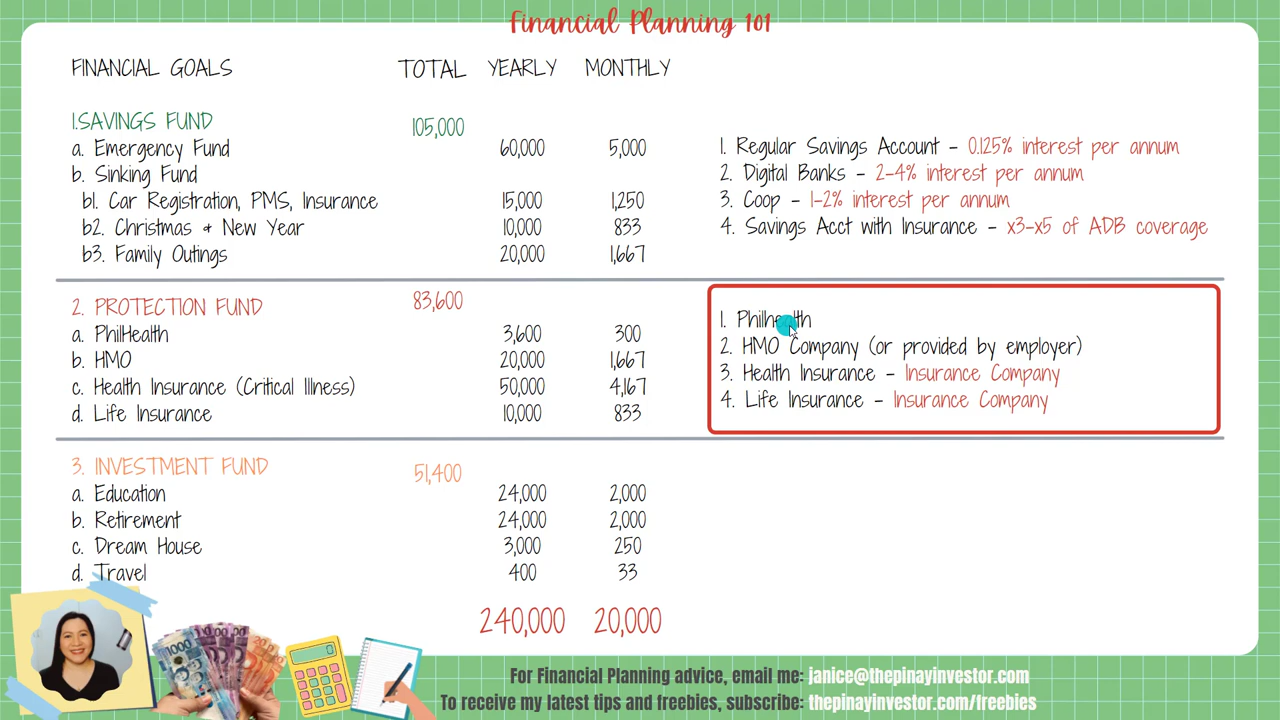 Financial Planning 101
FINANCIAL GOALS TOTAL YEARLY MONTHLY
1.SAVINGS FUND 105,000
a. Emergency Fund 60,000 5,000
b. Sinking Fund
b1. Car Registration, PMS, Insurance 15,000 1,250
b2. Christmas & New Year 10,000 833
b3. Family Outings 20,000 1,667
1. Regular Savings Account - 0.125% interest per annum
2. Digital Banks - 2-4% interest per annum
3. Coop - 1-2% interest per annum
4. Savings Acct with Insurance - x3-x5 of ADB coverage
2. PROTECTION FUND 83,600
a. PhilHealth 3,600 300
b. HMO 20,000 1,667
c. Health Insurance (Critical Illness) 50,000 4,167
d. Life Insurance 10,000 833
1. Philhealth
2. HMO Company (or provided by employer)
3. Health Insurance - Insurance Company
4. Life Insurance - Insurance Company
3. INVESTMENT FUND 51,400
a. Education 24,000 2,000
b. Retirement 24,000 2,000
c. Dream House 3,000 250
d. Travel 400 33
240,000 20,000
1000
0
For Financial Planning advice, email me: janice@thepinayinvestor.com
To receive my latest tips and freebies, subscribe: thepinayinvestor.com/freebies